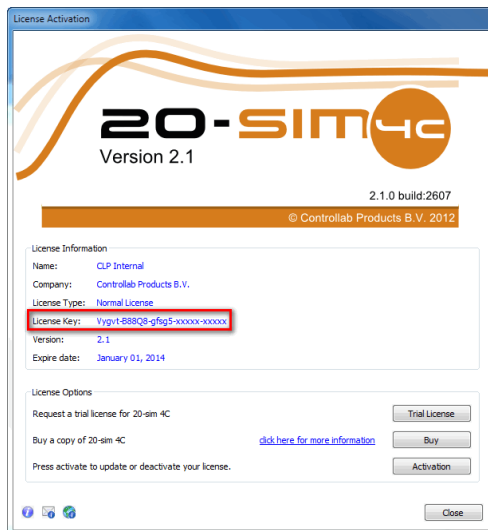 License Activation
20-SIM 4C
Version 2.1
2.1.0 build:2607
© Controllab Products B.V. 2012
License Information
Name: CLP Internal
Company: Controllab Products B.V.
License Type: Normal License
License Key: Vygvt-B88Q8-gfsg5-xxxxx-xxxxx
Version: 2.1
Expire date: January 01, 2014
License Options
Request a trial license for 20-sim 4C Trial License
Buy a copy of 20-sim 4C click here for more information Buy
Press activate to update or deactivate your license. Activation
Close